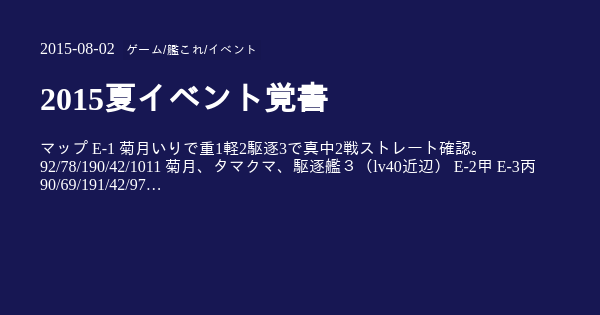 2015-08-02 ゲーム/艦これ/イベント
2015夏イベント覚書
マップ E-1 菊月いりで重1軽2駆逐3で真中2戦ストレート確認。
92/78/190/42/1011 菊月、タマクマ、駆逐艦３（lv40近辺） E-2甲 E-3丙
90/69/191/42/97…